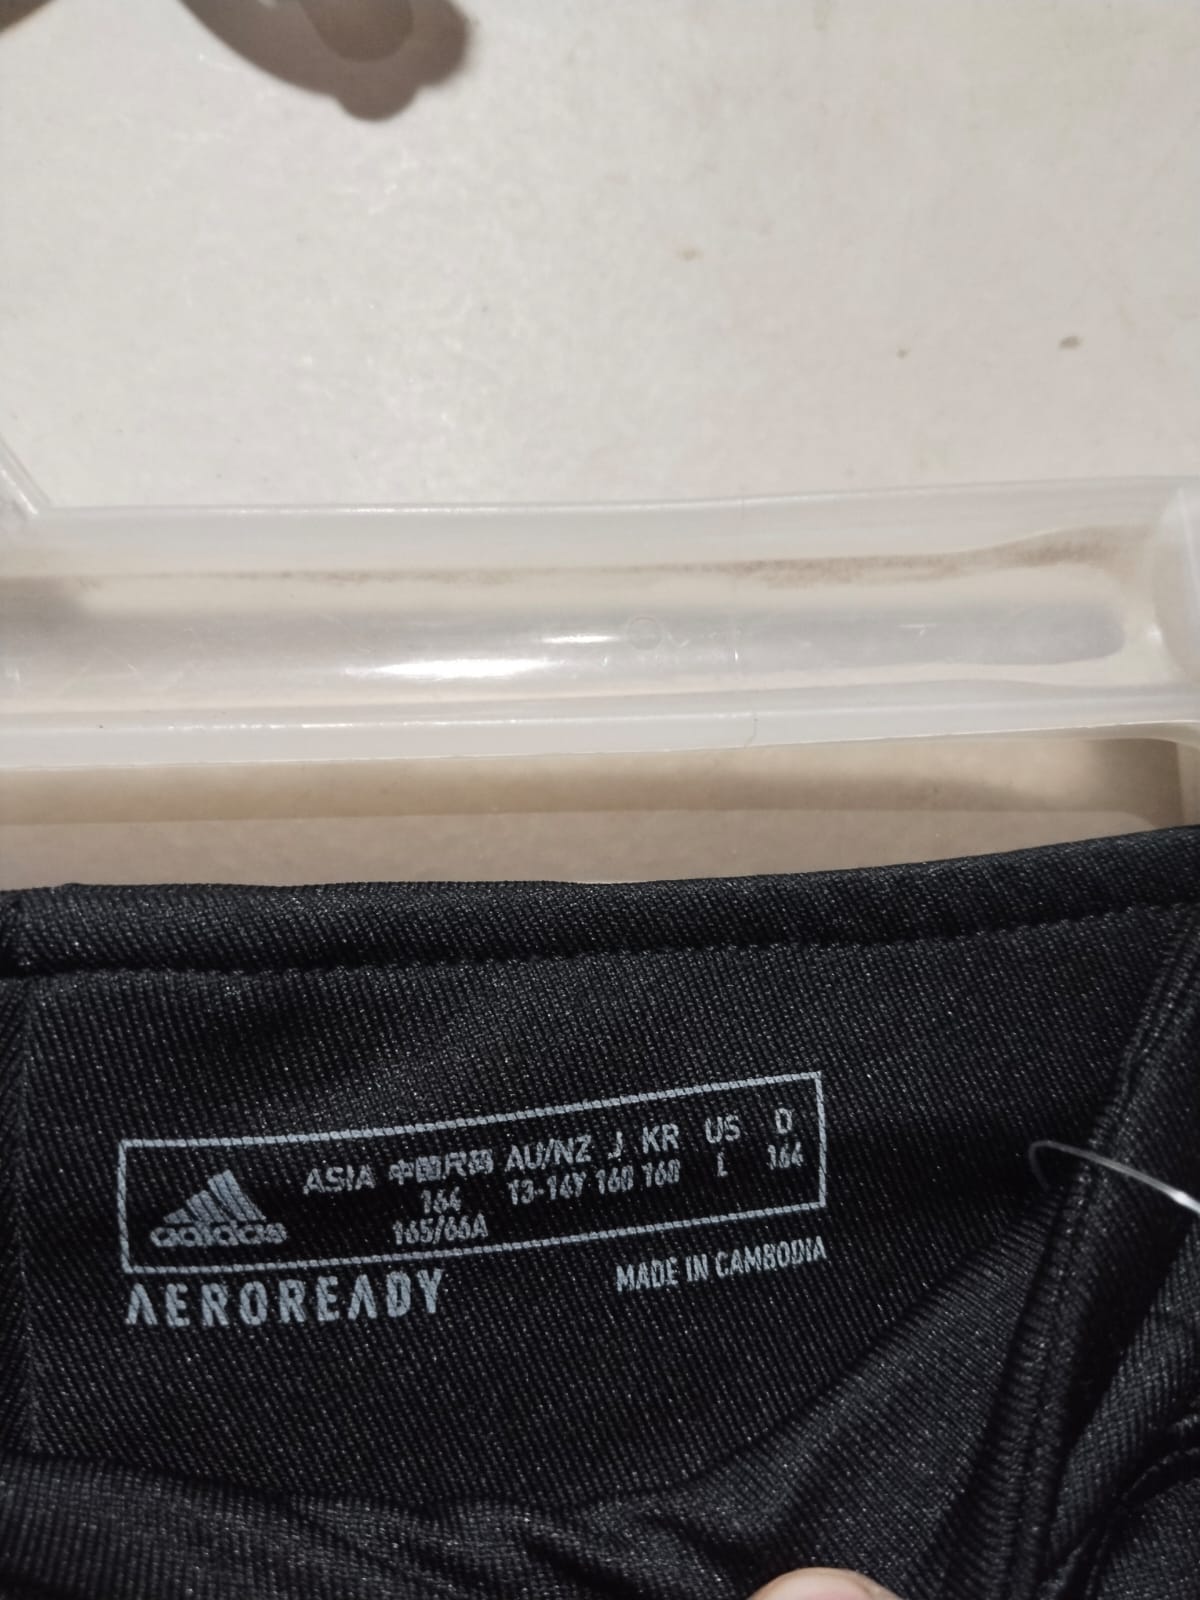 ASIA 中国尺码 AU/NZ J KR US D
164 13-14Y 160 160 L 164
165/66A
adidas
AEROREADY
MADE IN CAMBODIA